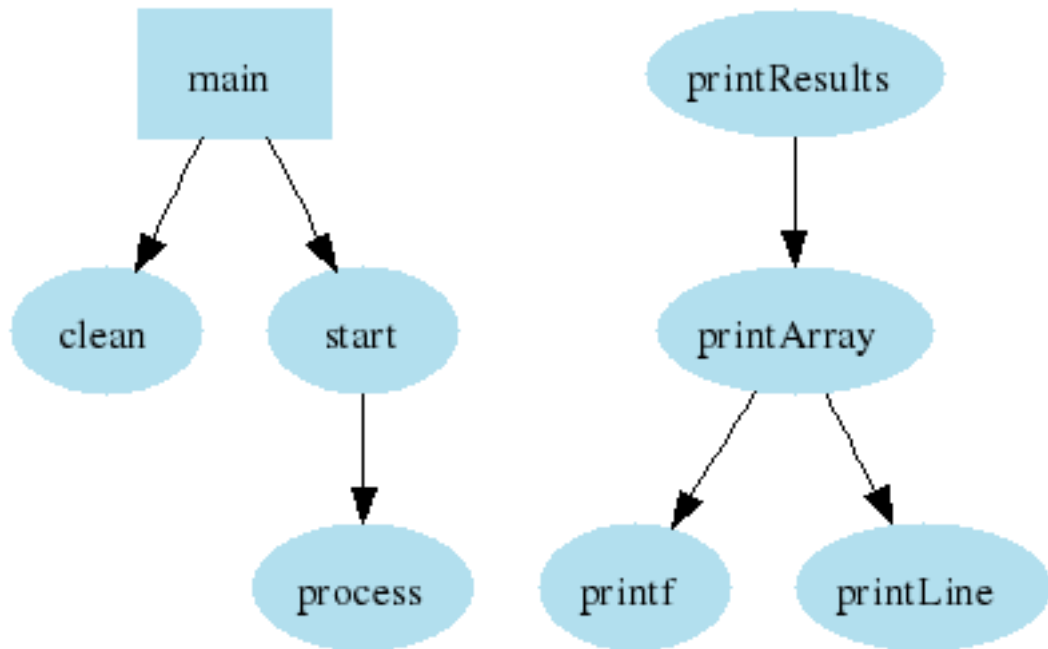 main
printResults
clean
start
printArray
process
printf
printLine